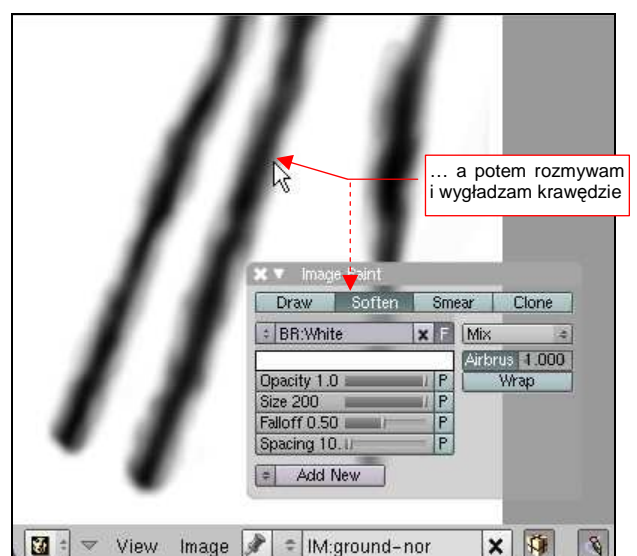 … a potem rozmywam
i wygładzam krawędzie
Image Paint
Draw Soften Smear Clone
BR:White F Mix
Airbrus 1.000
Opacity 1.0 P Wrap
Size 200 P
Falloff 0.50 P
Spacing 10. P
Add New
View Image IM:ground-nor